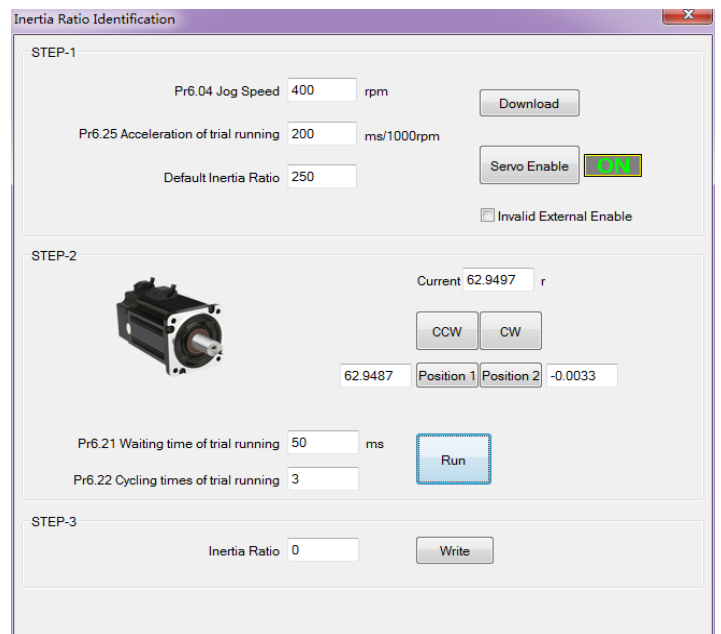 Inertia Ratio Identification
STEP-1
Pr6.04 Jog Speed 400 rpm
Download
Pr6.25 Acceleration of trial running 200 ms/1000rpm
Servo Enable ON
Default Inertia Ratio 250
Invalid External Enable
STEP-2
Current 62.9497 r
CCW CW
62.9487 Position 1 Position 2 -0.0033
Pr6.21 Waiting time of trial running 50 ms
Run
Pr6.22 Cycling times of trial running 3
STEP-3
Inertia Ratio 0 Write